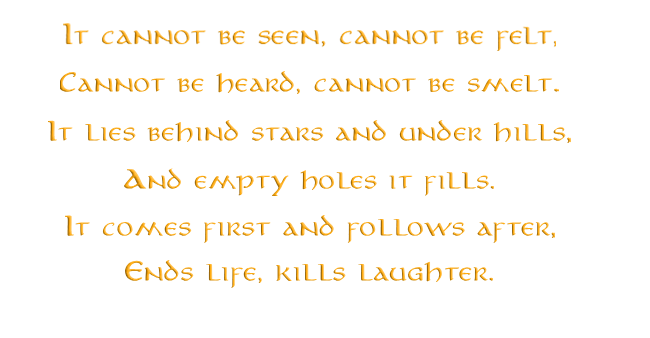 It cannot be seen, cannot be felt,
Cannot be heard, cannot be smelt.
It lies behind stars and under hills,
And empty holes it fills.
It comes first and follows after,
Ends life, kills laughter.